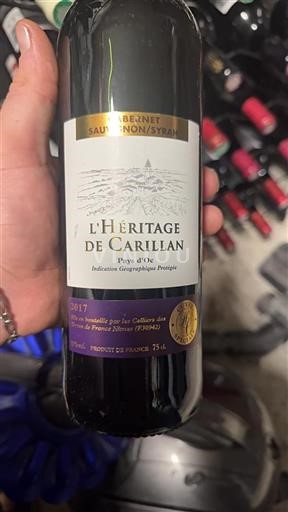 CABERNET
SAUVIGNON/SYRAH
L'HÉRITAGE
DE CARILLAN
Pays d'Oc
Indication Géographique Protégée
2017
Mis en bouteille par les Celliers des
Terres de France Nîmes (F30942)
PRODUIT DE FRANCE 75 cl.